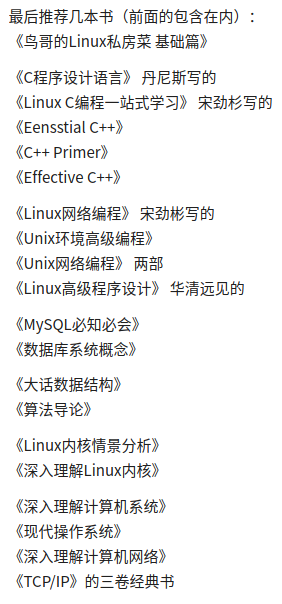 最后推荐几本书（前面的包含在内）：
《鸟哥的Linux私房菜 基础篇》
《C程序设计语言》 丹尼斯写的
《Linux C编程一站式学习》 宋劲杉写的
《Eensstial C++》
《C++ Primer》
《Effective C++》
《Linux网络编程》 宋劲彬写的
《Unix环境高级编程》
《Unix网络编程》 两部
《Linux高级程序设计》 华清远见的
《MySQL必知必会》
《数据库系统概念》
《大话数据结构》
《算法导论》
《Linux内核情景分析》
《深入理解Linux内核》
《深入理解计算机系统》
《现代操作系统》
《深入理解计算机网络》
《TCP/IP》的三卷经典书